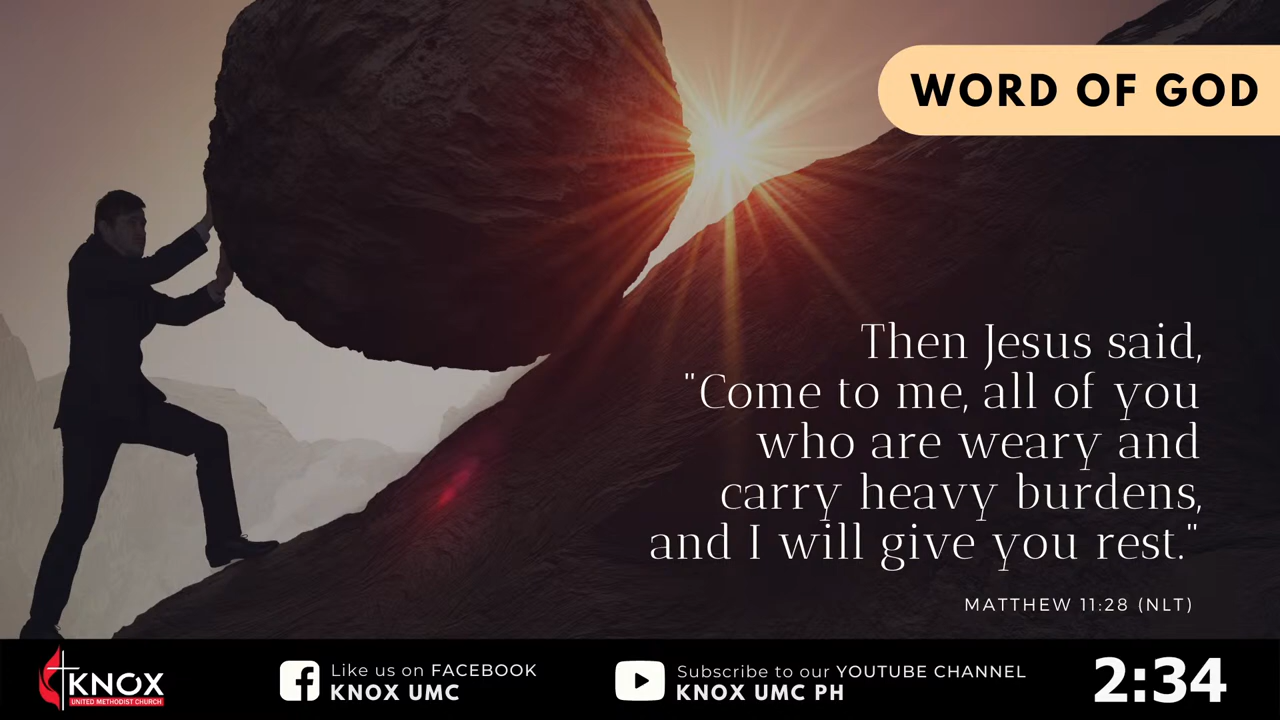 WORD OF GOD
Then Jesus said,
"Come to me, all of you
who are weary and
carry heavy burdens,
and I will give you rest."
MATTHEW 11:28 (NLT)
KNOX
UNITED METHODIST CHURCH
Like us on FACEBOOK
KNOX UMC
Subscribe to our YOUTUBE CHANNEL
KNOX UMC PH
2:34